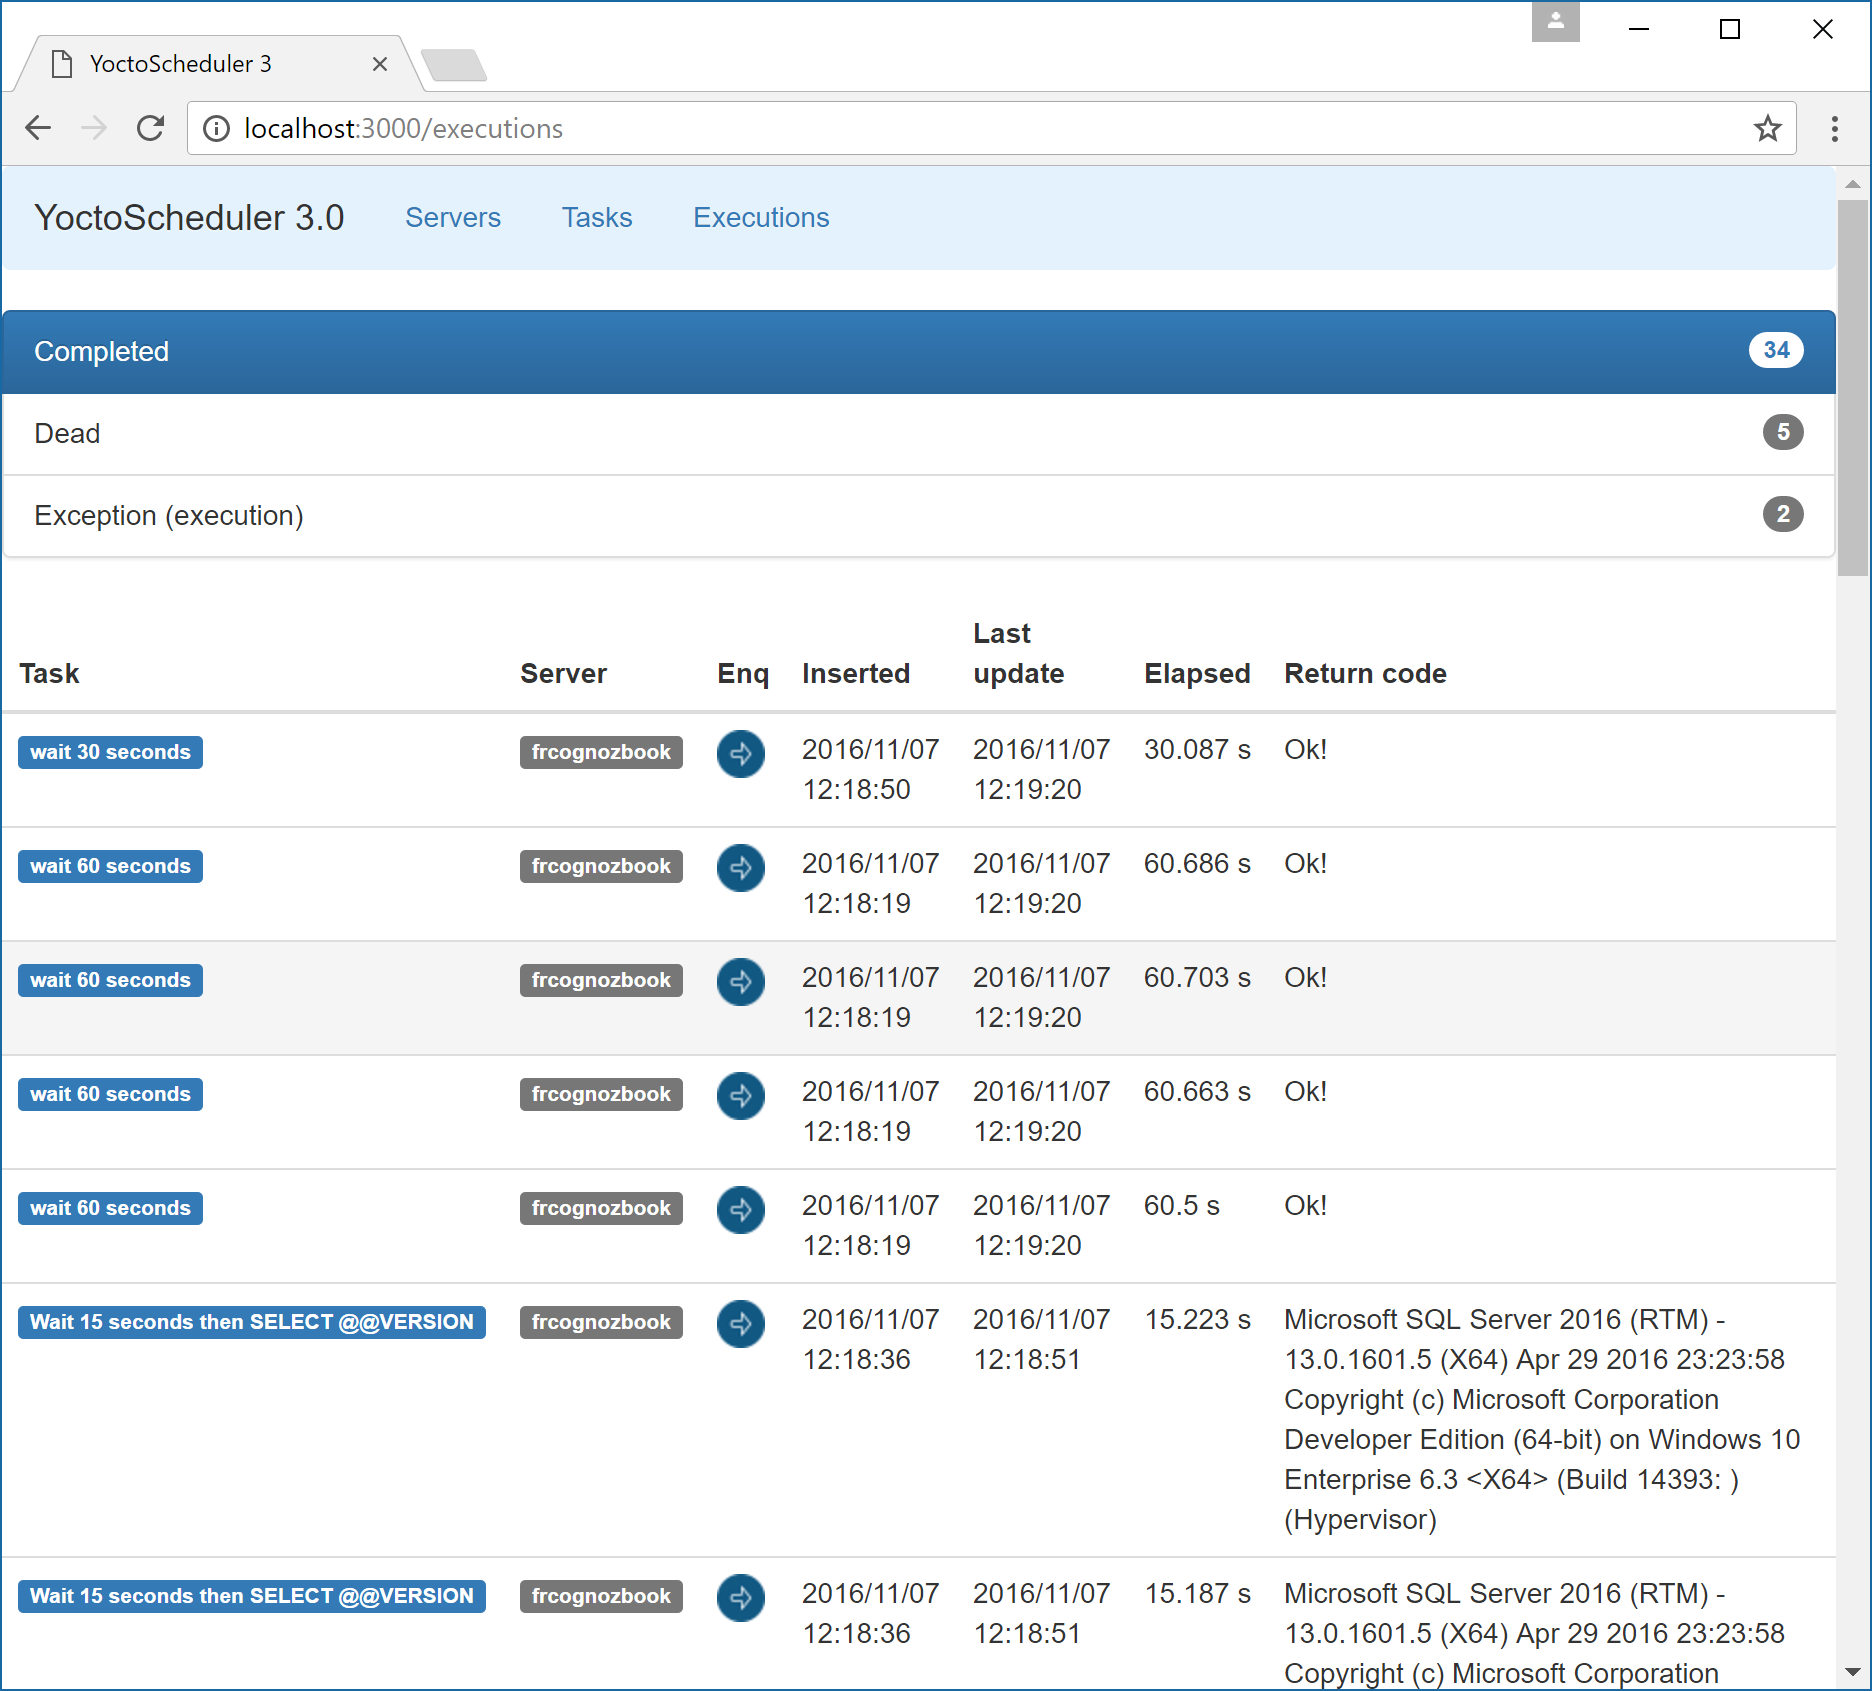 YoctoScheduler 3
localhost:3000/executions
YoctoScheduler 3.0 Servers Tasks Executions
Completed 34
Dead 5
Exception (execution) 2
Task Server Enq Inserted Last update Elapsed Return code
wait 30 seconds frcognozbook 2016/11/07 12:18:50 2016/11/07 12:19:20 30.087 s Ok!
wait 60 seconds frcognozbook 2016/11/07 12:18:19 2016/11/07 12:19:20 60.686 s Ok!
wait 60 seconds frcognozbook 2016/11/07 12:18:19 2016/11/07 12:19:20 60.703 s Ok!
wait 60 seconds frcognozbook 2016/11/07 12:18:19 2016/11/07 12:19:20 60.663 s Ok!
wait 60 seconds frcognozbook 2016/11/07 12:18:19 2016/11/07 12:19:20 60.5 s Ok!
Wait 15 seconds then SELECT @@VERSION frcognozbook 2016/11/07 12:18:36 2016/11/07 12:18:51 15.223 s Microsoft SQL Server 2016 (RTM) -
13.0.1601.5 (X64) Apr 29 2016 23:23:58
Copyright (c) Microsoft Corporation
Developer Edition (64-bit) on Windows 10
Enterprise 6.3 <X64> (Build 14393: )
(Hypervisor)
Wait 15 seconds then SELECT @@VERSION frcognozbook 2016/11/07 12:18:36 2016/11/07 12:18:51 15.187 s Microsoft SQL Server 2016 (RTM) -
13.0.1601.5 (X64) Apr 29 2016 23:23:58
Copyright (c) Microsoft Corporation